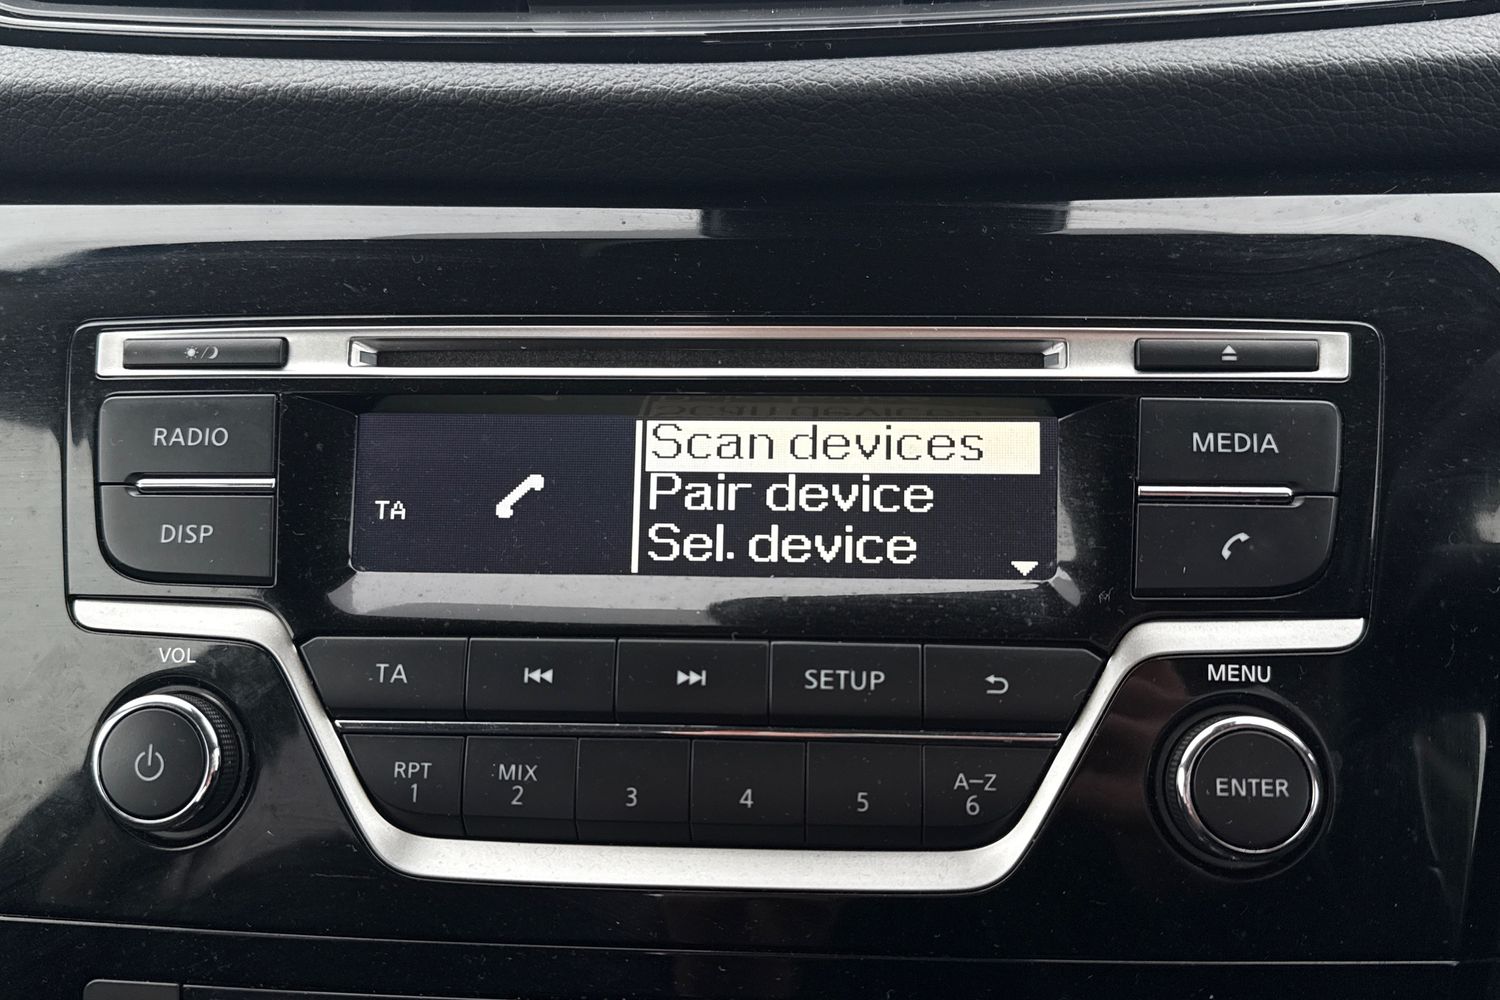 RADIO
DISP
TA
Scan devices
Pair device
Sel. device
MEDIA
VOL
TA
SETUP
MENU
RPT
1
MIX
2
3
4
5
A–Z
6
ENTER